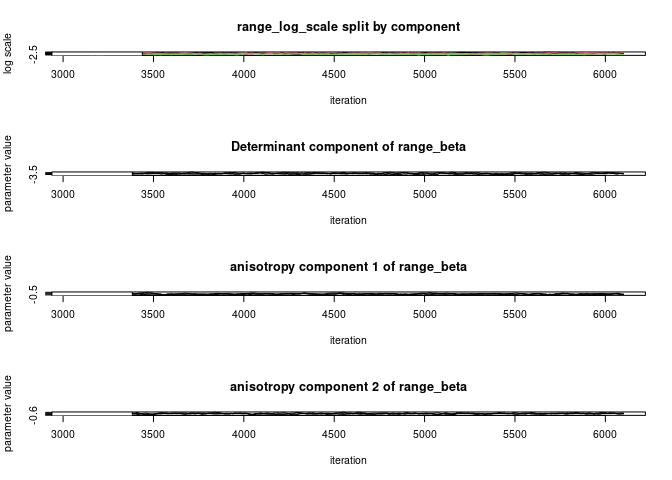 range_log_scale split by component
log scale
-2.5
3000 3500 4000 4500 5000 5500 6000
iteration
Determinant component of range_beta
parameter value
-3.5
3000 3500 4000 4500 5000 5500 6000
iteration
anisotropy component 1 of range_beta
parameter value
-0.5
3000 3500 4000 4500 5000 5500 6000
iteration
anisotropy component 2 of range_beta
parameter value
-0.6
3000 3500 4000 4500 5000 5500 6000
iteration